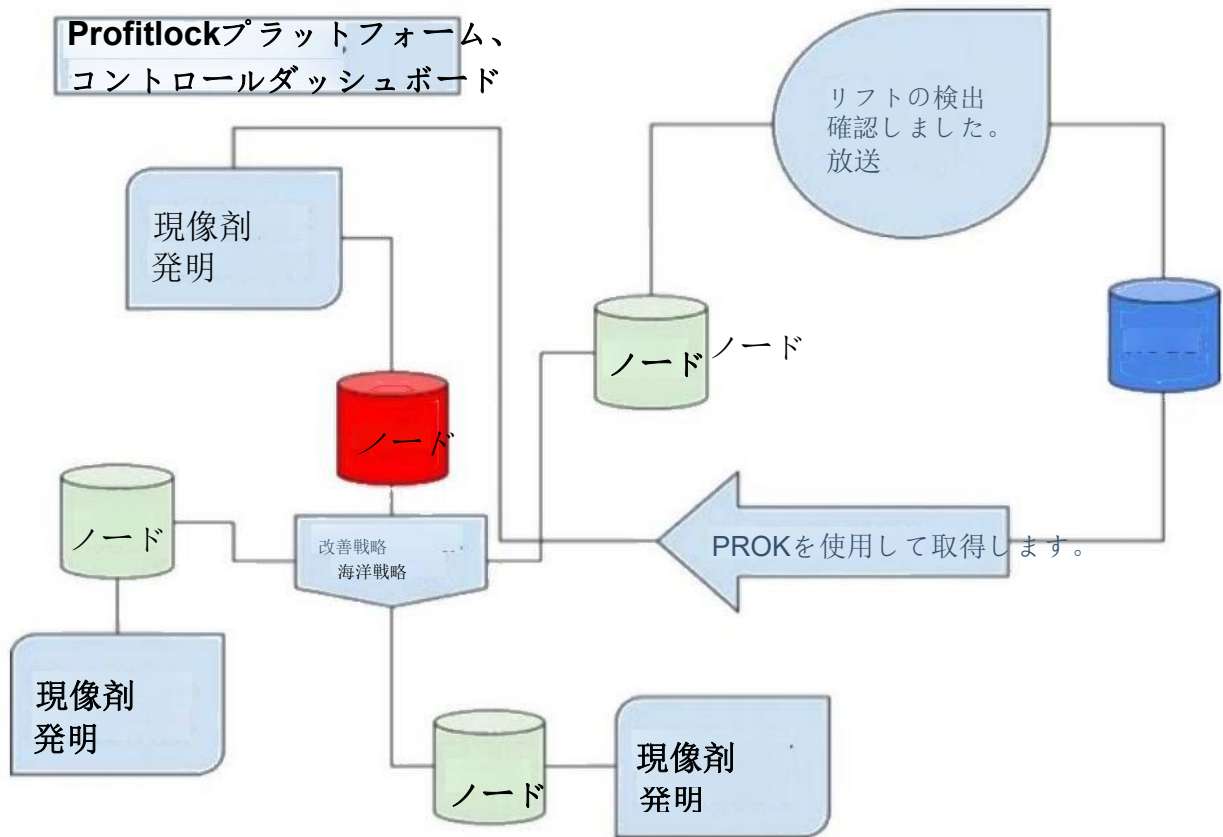 Profitlockプラットフォーム、
コントロールダッシュボード
リフトの検出
確認しました。
放送
現像剤
発明
ノード
ノード
ノード
ノード
改善戦略
海洋戦略
PROKを使用して取得します。
現像剤
発明
ノード
現像剤
発明